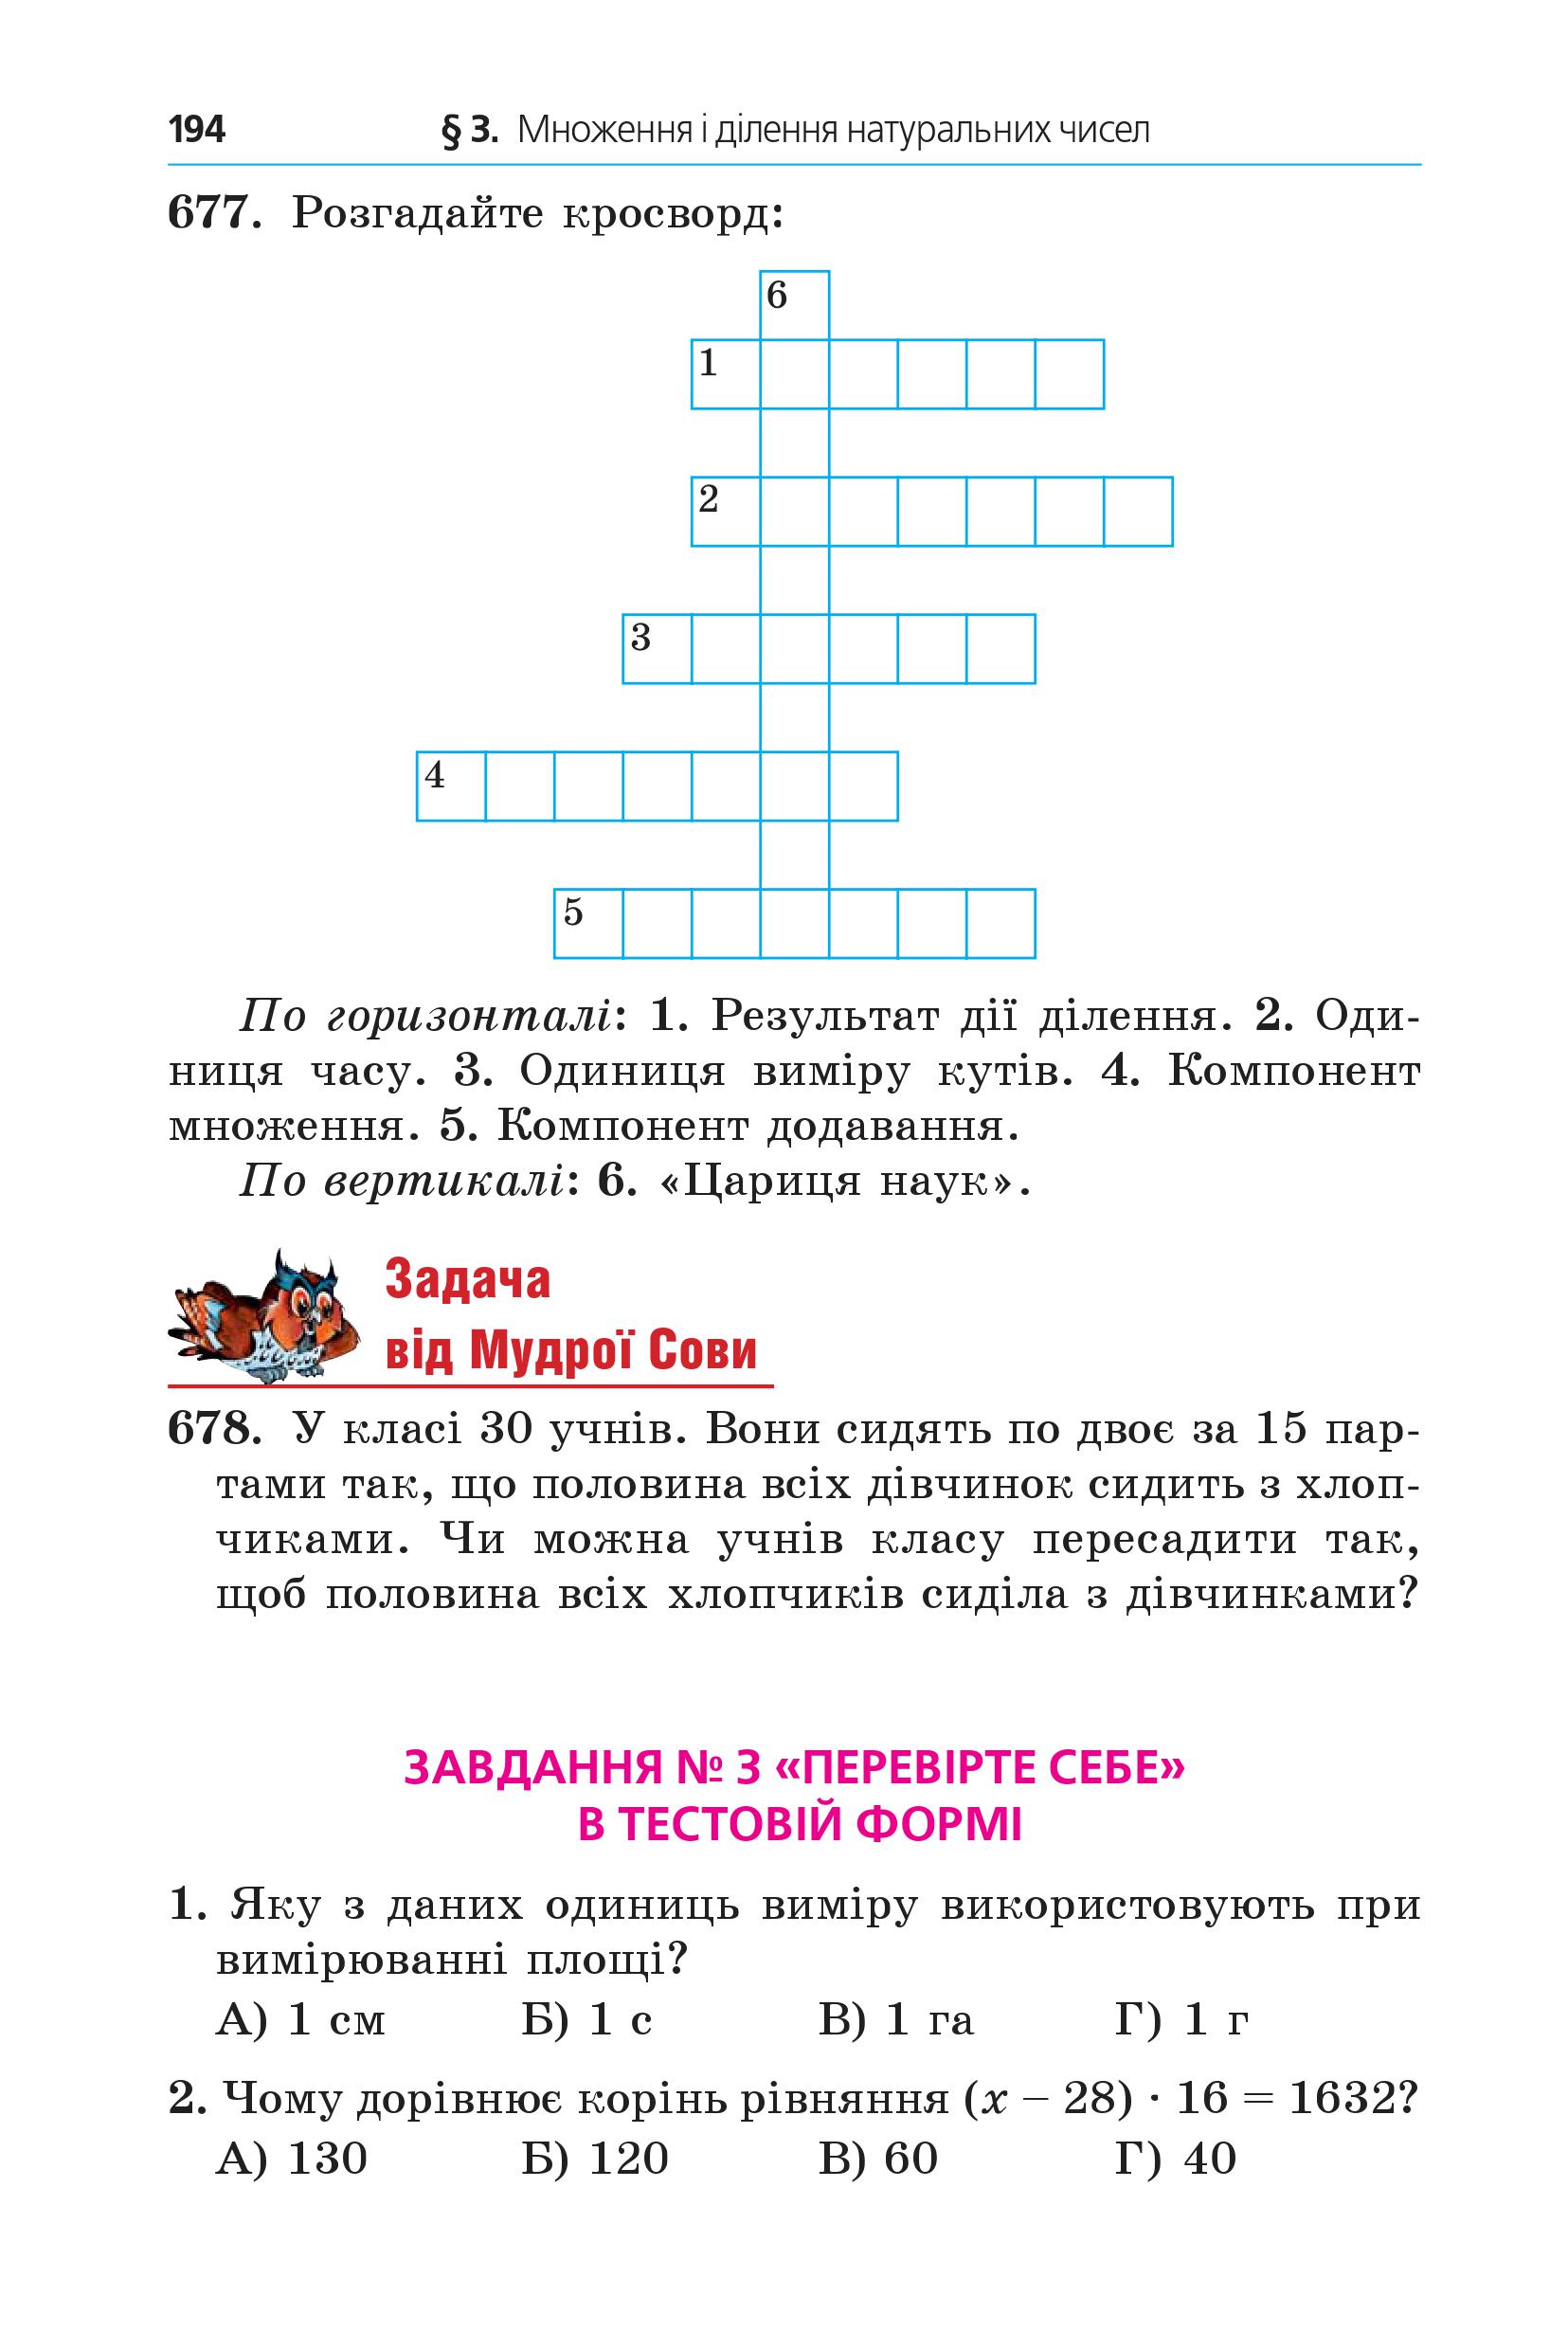 194 § 3. Множення і ділення натуральних чисел
677. Розгадайте кросворд:
6
1
2
3
4
5
По горизонталі: 1. Результат дії ділення. 2. Оди-
ниця часу. 3. Одиниця виміру кутів. 4. Компонент
множення. 5. Компонент додавання.
По вертикалі: 6. «Цариця наук».
Задача
від Мудрої Сови
678. У класі 30 учнів. Вони сидять по двоє за 15 пар-
тами так, що половина всіх дівчинок сидить з хлоп-
чиками. Чи можна учнів класу пересадити так,
щоб половина всіх хлопчиків сиділа з дівчинками?
ЗАВДАННЯ № 3 «ПЕРЕВІРТЕ СЕБЕ»
В ТЕСТОВІЙ ФОРМІ
1. Яку з даних одиниць виміру використовують при
вимірюванні площі?
А) 1 см Б) 1 с В) 1 га Г) 1 г
2. Чому дорівнює корінь рівняння (x – 28) · 16 = 1632?
А) 130 Б) 120 В) 60 Г) 40